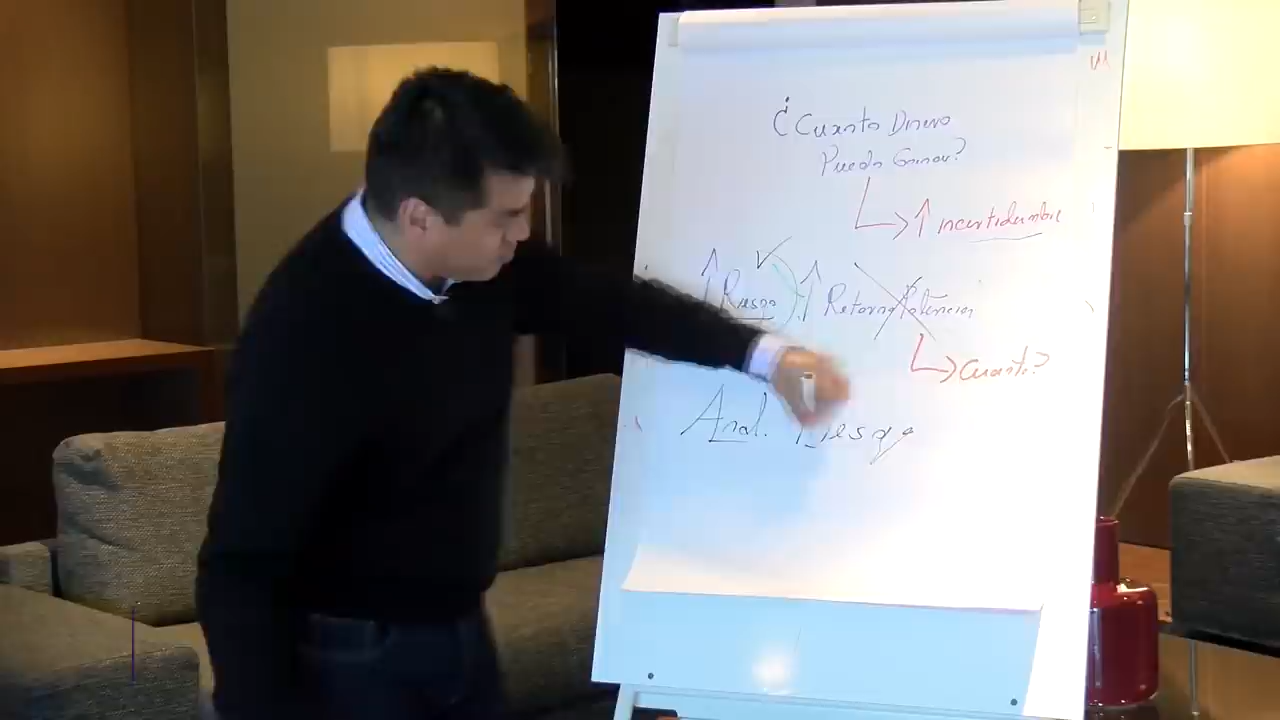 ¿Cuanto Dinero
Puedo Ganar?
↑ incertidumbre
↑ Riesgo ↑ Retorno Potencial
Cuanto?
Anal. Riesgo